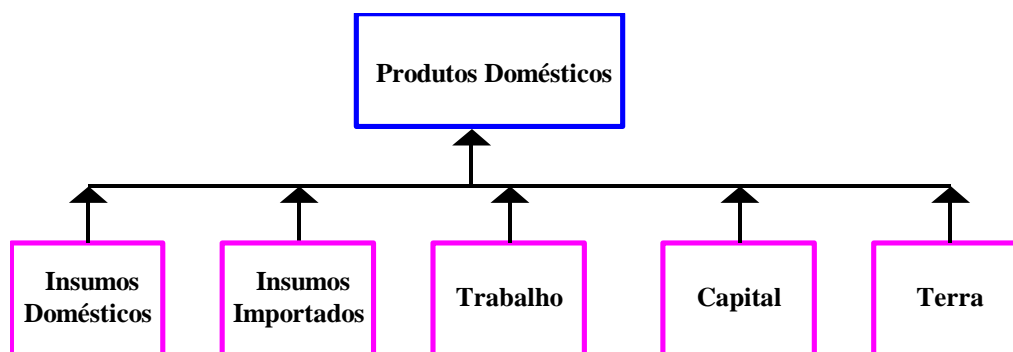 Produtos Domésticos
Insumos
Domésticos
Insumos
Importados
Trabalho
Capital
Terra